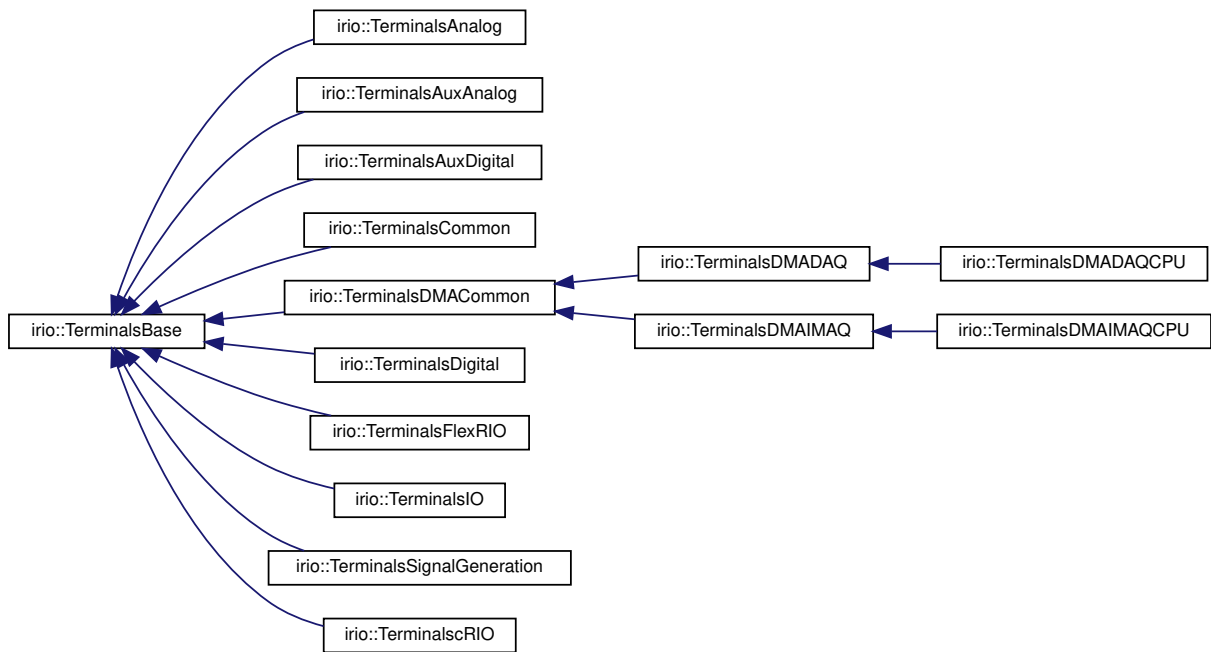 irio::TerminalsAnalog
irio::TerminalsAuxAnalog
irio::TerminalsAuxDigital
irio::TerminalsCommon
irio::TerminalsDMADAQ
irio::TerminalsDMADAQCPU
irio::TerminalsDMACommon
irio::TerminalsBase
irio::TerminalsDMAIMAQ
irio::TerminalsDMAIMAQCPU
irio::TerminalsDigital
irio::TerminalsFlexRIO
irio::TerminalsIO
irio::TerminalsSignalGeneration
irio::TerminalscRIO